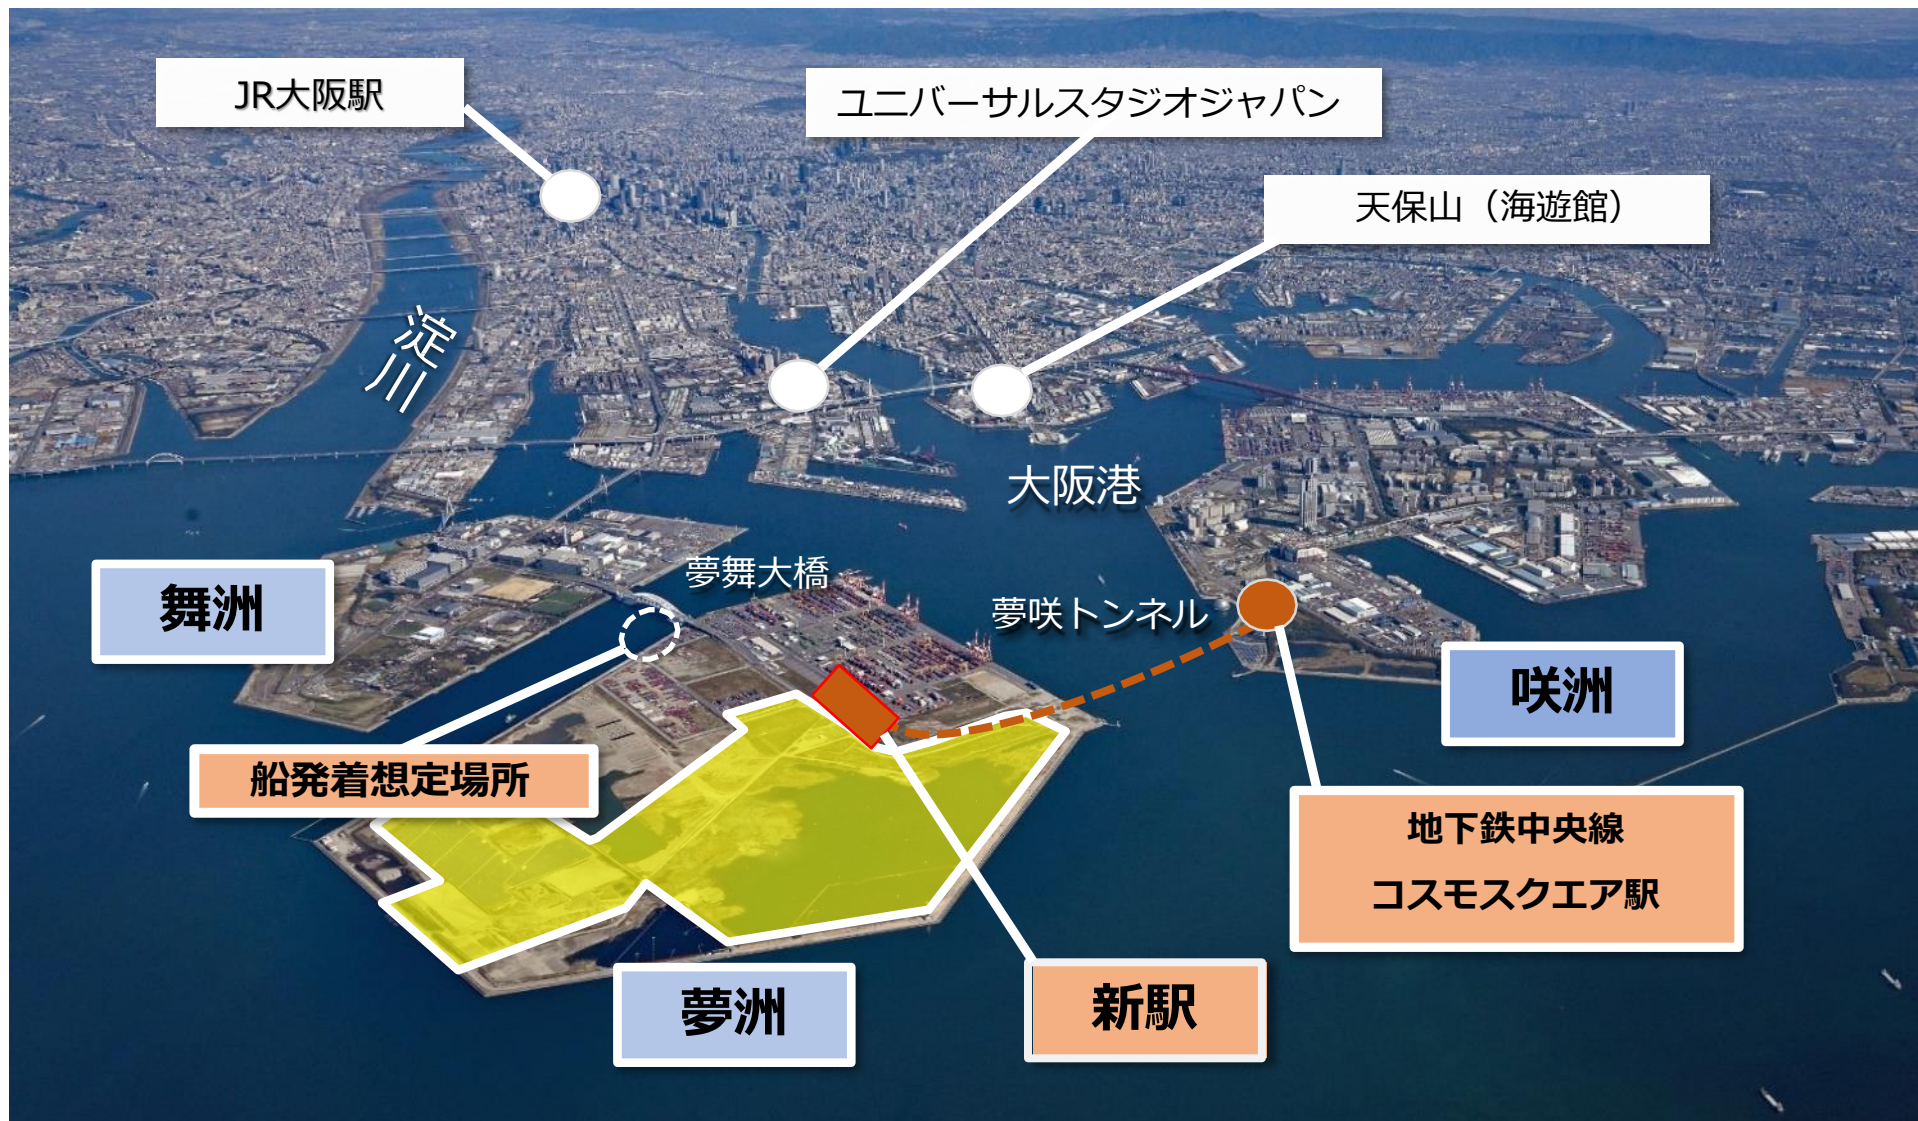 JR大阪駅
ユニバーサルスタジオジャパン
天保山（海遊館）
淀川
大阪港
夢舞大橋
舞洲
夢咲トンネル
咲洲
船発着想定場所
地下鉄中央線
コスモスクエア駅
夢洲
新駅